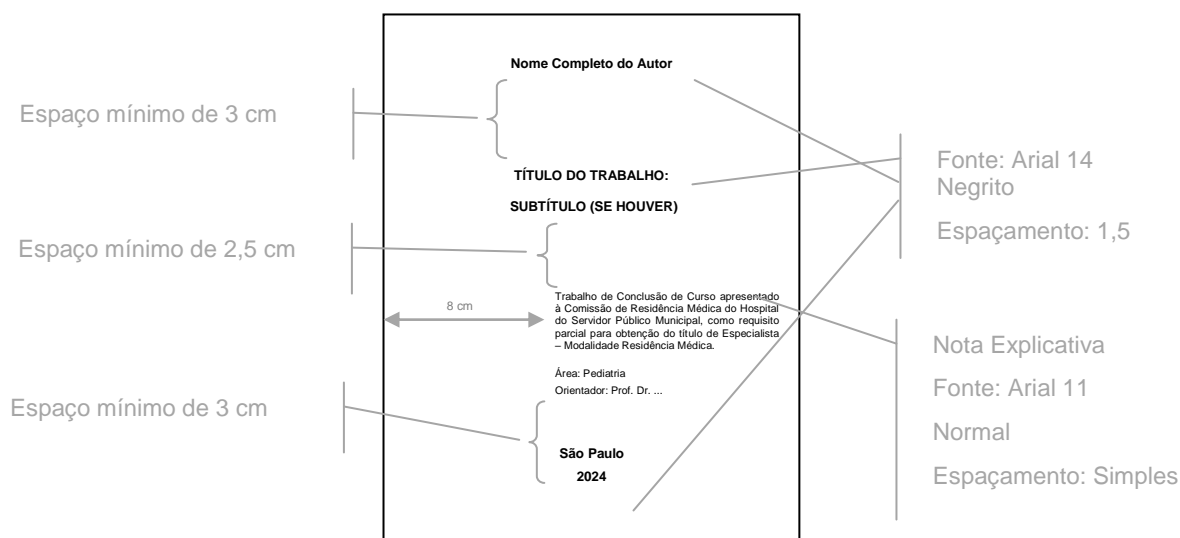 Nome Completo do Autor
Espaço mínimo de 3 cm
Fonte: Arial 14
Negrito
Espaçamento: 1,5
TÍTULO DO TRABALHO:
SUBTÍTULO (SE HOUVER)
Espaço mínimo de 2,5 cm
8 cm
Trabalho de Conclusão de Curso apresentado
à Comissão de Residência Médica do Hospital
do Servidor Público Municipal, como requisito
parcial para obtenção do título de Especialista
– Modalidade Residência Médica.
Área: Pediatria
Orientador: Prof. Dr. ...
Nota Explicativa
Fonte: Arial 11
Normal
Espaçamento: Simples
Espaço mínimo de 3 cm
São Paulo
2024